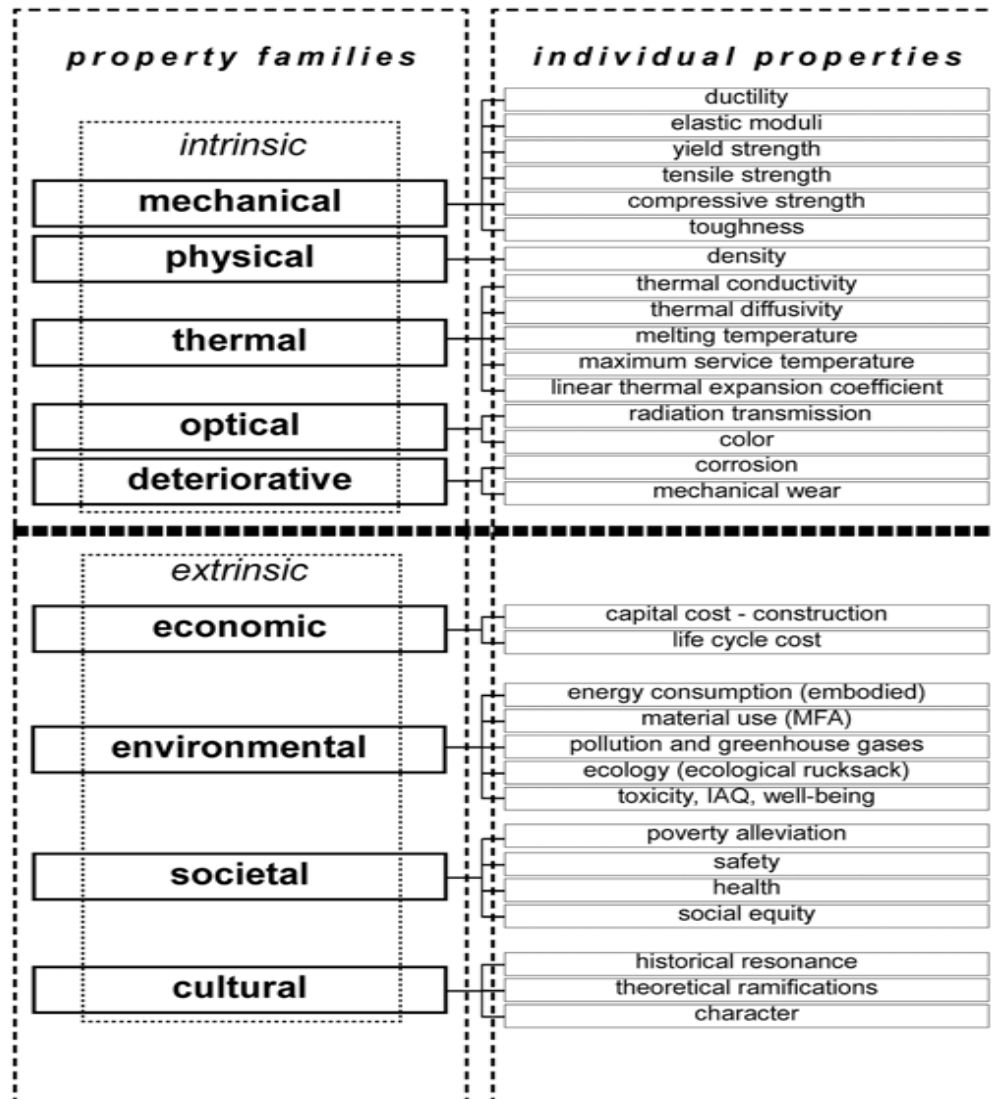 property families
individual properties
intrinsic
mechanical
ductility
elastic moduli
yield strength
tensile strength
compressive strength
toughness
physical
density
thermal
thermal conductivity
thermal diffusivity
melting temperature
maximum service temperature
linear thermal expansion coefficient
optical
radiation transmission
color
deteriorative
corrosion
mechanical wear
extrinsic
economic
capital cost - construction
life cycle cost
environmental
energy consumption (embodied)
material use (MFA)
pollution and greenhouse gases
ecology (ecological rucksack)
toxicity, IAQ, well-being
societal
poverty alleviation
safety
health
social equity
cultural
historical resonance
theoretical ramifications
character